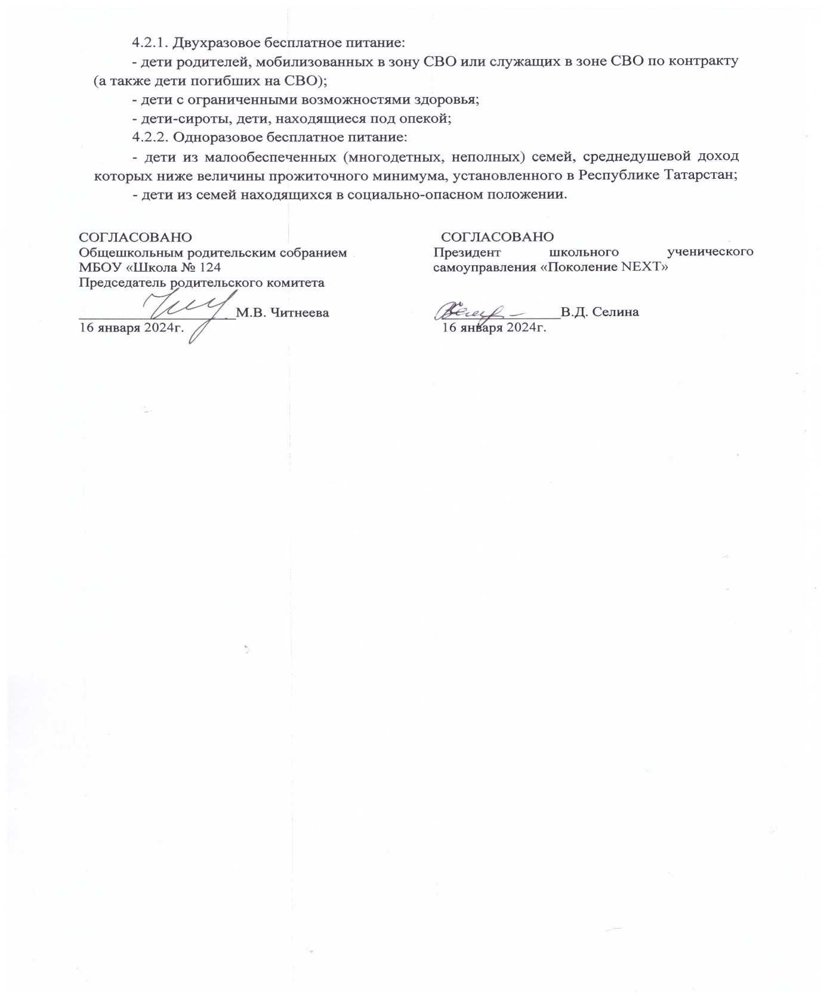 4.2.1. Двухразовое бесплатное питание:
- дети родителей, мобилизованных в зону СВО или служащих в зоне СВО по контракту
(а также дети погибших на СВО);
- дети с ограниченными возможностями здоровья;
- дети-сироты, дети, находящиеся под опекой;
4.2.2. Одноразовое бесплатное питание:
- дети из малообеспеченных (многодетных, неполных) семей, среднедушевой доход
которых ниже величины прожиточного минимума, установленного в Республике Татарстан;
- дети из семей находящихся в социально-опасном положении.
СОГЛАСОВАНО
Общешкольным родительским собранием
МБОУ «Школа № 124
Председатель родительского комитета
М.В. Читнеева
16 января 2024г.
СОГЛАСОВАНО
Президент школьного ученического
самоуправления «Поколение NEXT»
В.Д. Селина
16 января 2024г.